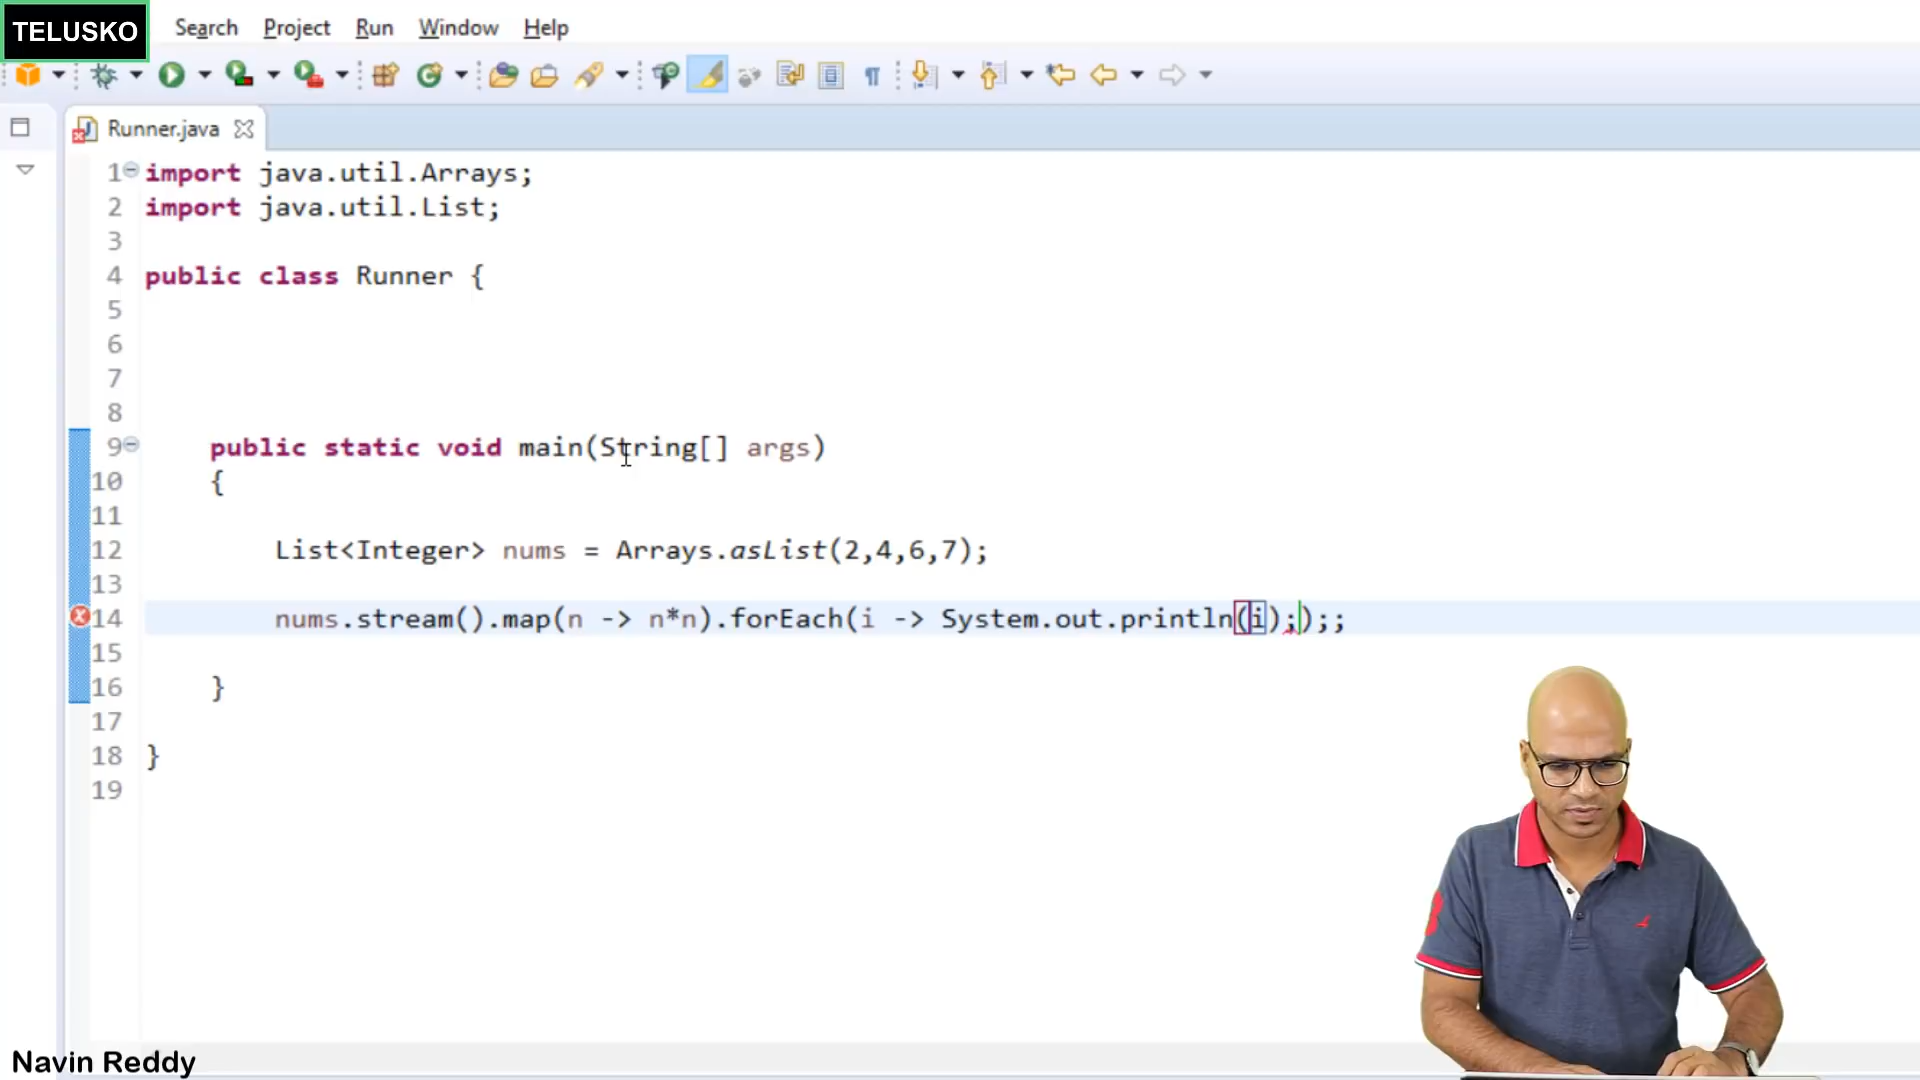 TELUSKO
Search Project Run Window Help
Runner.java
1 import java.util.Arrays;
2 import java.util.List;
3
4 public class Runner {
5
6
7
8
9 public static void main(String[] args)
10 {
11
12 List<Integer> nums = Arrays.asList(2,4,6,7);
13
14 nums.stream().map(n -> n*n).forEach(i -> System.out.println(i););;
15
16 }
17
18 }
19
Navin Reddy